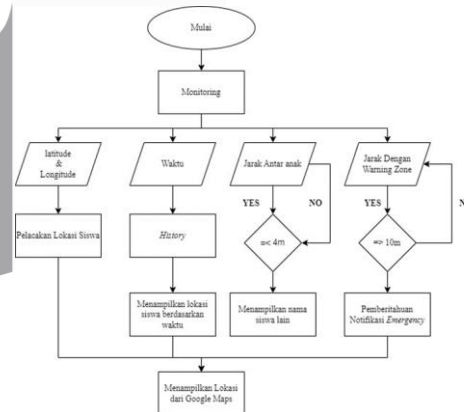 Mulai
Monitoring
latitude
&
Longitude
Waktu
Jarak Antar anak
Jarak Dengan
Warning Zone
YES
NO
YES
N
Pelacakan Lokasi Siswa
History
=< 4m
=> 10m
Menampilkan lokasi
siswa berdasarkan
waktu
Menampilkan nama
siswa lain
Pemberitahuan
Notifikasi Emergency
Menampilkan Lokasi
dari Google Maps